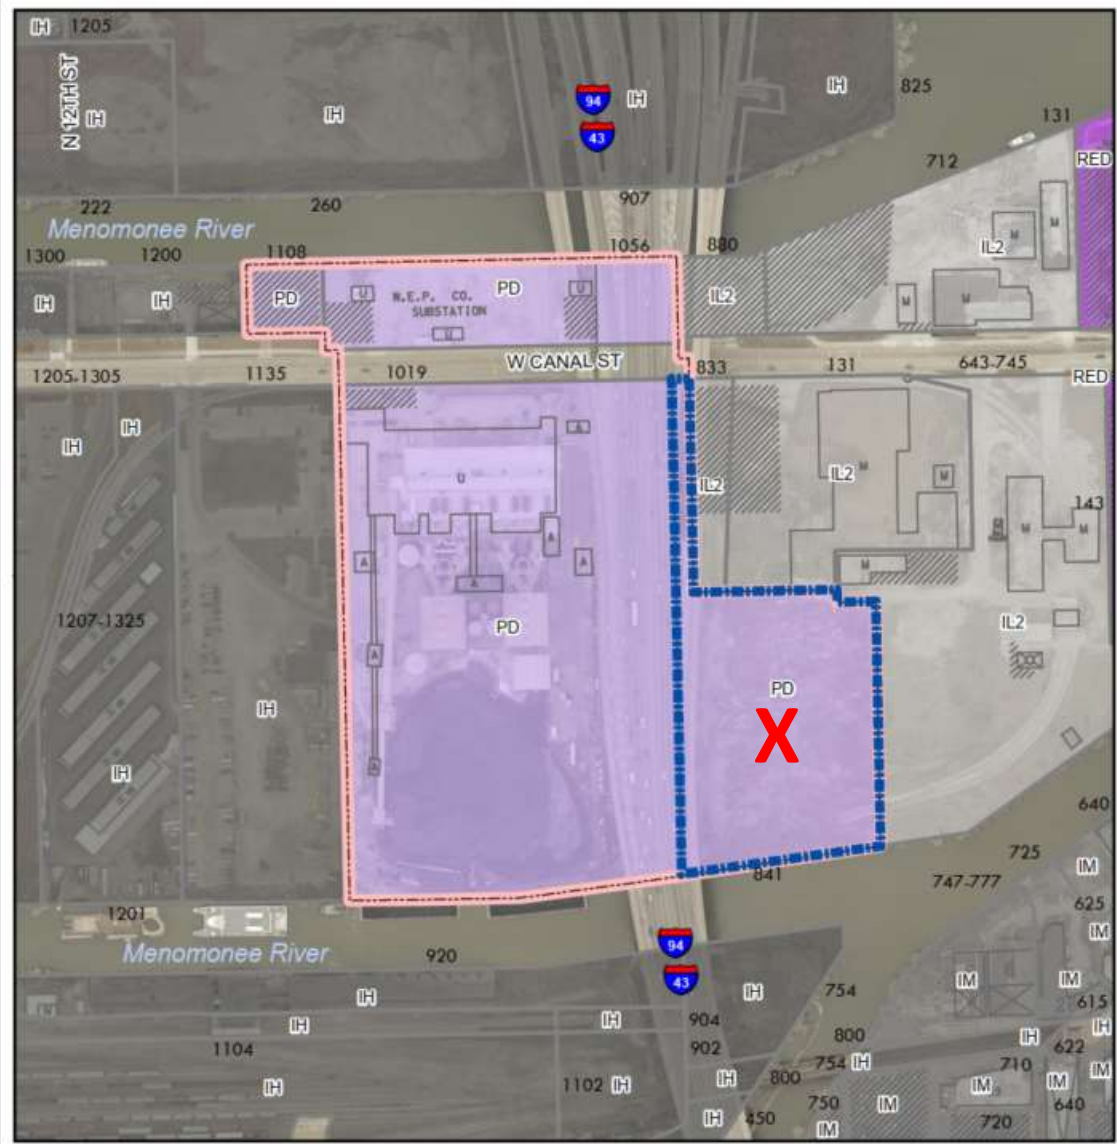 IH 1205
N 12TH ST
IH
IH
94
43
IH
IH
825
131
RED
712
222
260
907
Menomonee River
1300
1200
1108
1056
880
IL2
M
M
IH
IH
PD
U
W.E.P. CO.
SUBSTATION
PD
U
U
IL2
M
M
W CANAL ST
1205-1305
1135
1019
833
131
643-745
RED
IH
IH
A
U
IL2
IL2
M
M
M
143
M
A
A
A
A
M
1207-1325
PD
IL2
A
IH
PD
X
IH
A
640
841
725
747-777
IM
625
1201
IM
Menomonee River
920
94
43
IH
IH
754
IM
IM
615
IH
IH
904
800
IH
IH
1104
902
754
IH
710
622
IM
IH
1102
IH
IH
800
IM
IM
IH
450
750
IM
IM
720
640